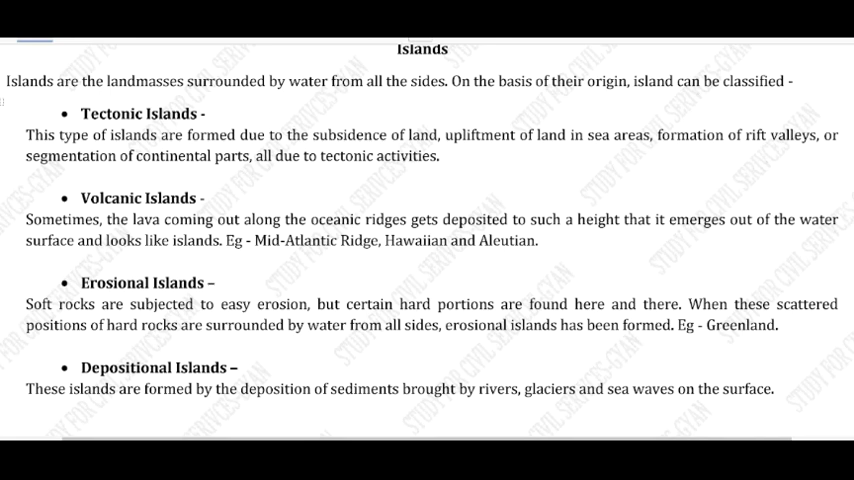 Islands
Islands are the landmasses surrounded by water from all the sides. On the basis of their origin, island can be classified -
• Tectonic Islands -
This type of islands are formed due to the subsidence of land, upliftment of land in sea areas, formation of rift valleys, or
segmentation of continental parts, all due to tectonic activities.
• Volcanic Islands -
Sometimes, the lava coming out along the oceanic ridges gets deposited to such a height that it emerges out of the water
surface and looks like islands. Eg - Mid-Atlantic Ridge, Hawaiian and Aleutian.
• Erosional Islands –
Soft rocks are subjected to easy erosion, but certain hard portions are found here and there. When these scattered
positions of hard rocks are surrounded by water from all sides, erosional islands has been formed. Eg - Greenland.
• Depositional Islands –
These islands are formed by the deposition of sediments brought by rivers, glaciers and sea waves on the surface.
STUDY FOR CIVIL SERIVCES-GYAN